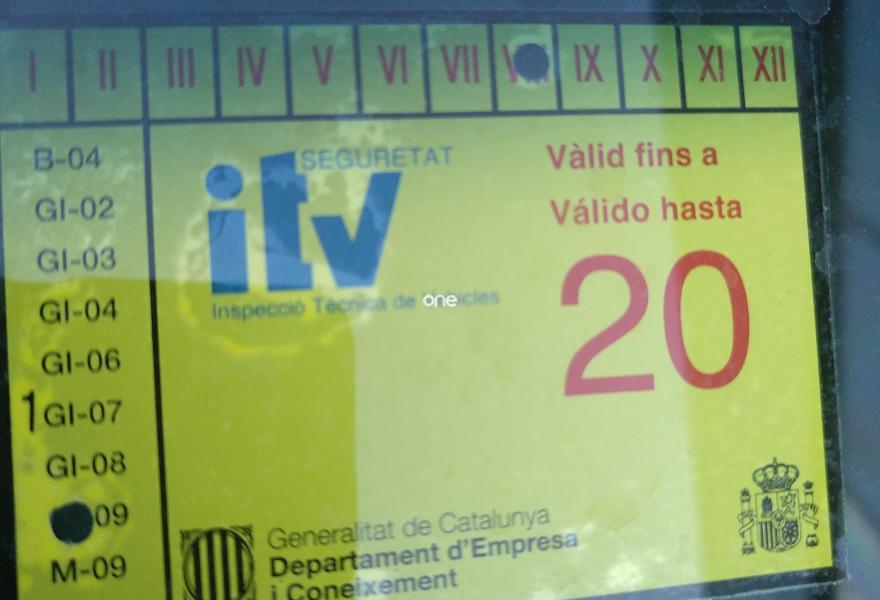 I II III IV V VI VII IX X XI XII
B-04
GI-02
GI-03
GI-04
GI-06
1 GI-07
GI-08
09
M-09
SEGURETAT
itv
Inspecció Tècnica de Vehicles
one
Vàlid fins a
Válido hasta
20
Generalitat de Catalunya
Departament d'Empresa
i Coneixement